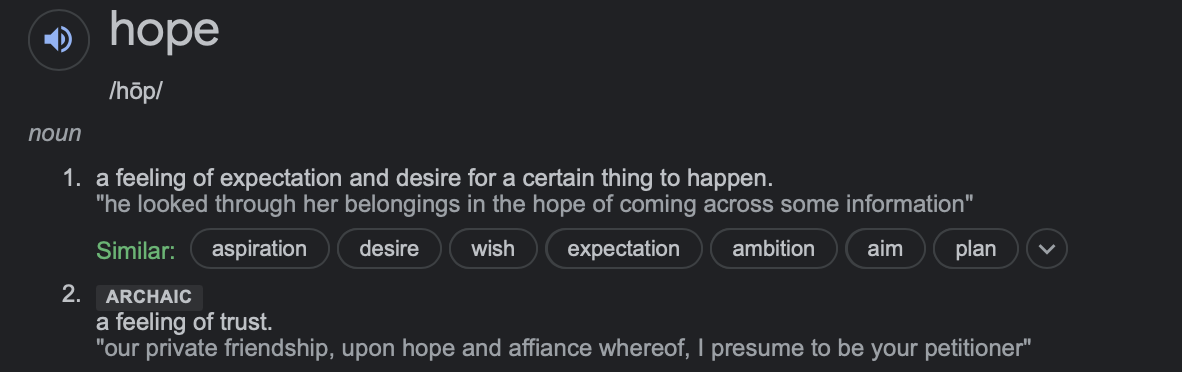 hope
/hōp/
noun
1. a feeling of expectation and desire for a certain thing to happen.
"he looked through her belongings in the hope of coming across some information"
Similar: aspiration desire wish expectation ambition aim plan
2. ARCHAIC
a feeling of trust.
"our private friendship, upon hope and affiance whereof, I presume to be your petitioner"